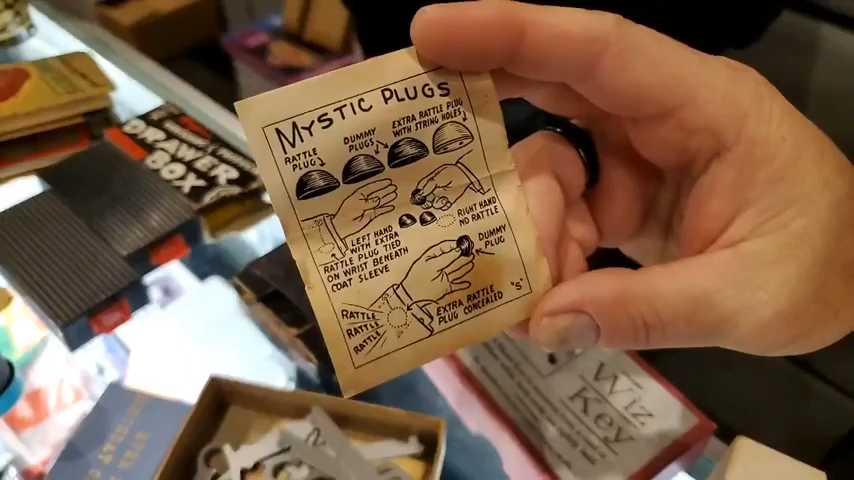 MYSTIC PLUGS
RATTLE
PLUG
DUMMY
PLUGS
EXTRA RATTLE PLUG
WITH STRING HOLES
LEFT HAND
WITH EXTRA
RATTLE PLUG TIED
ON WRIST BENEATH
COAT SLEEVE
RIGHT HAND
NO RATTLE
DUMMY
PLUG
RATTLE
RATTLE
RATTLE
EXTRA RATTLE
PLUG CONCEALED
"S"
DRAWER
BOX
Wiz
Key